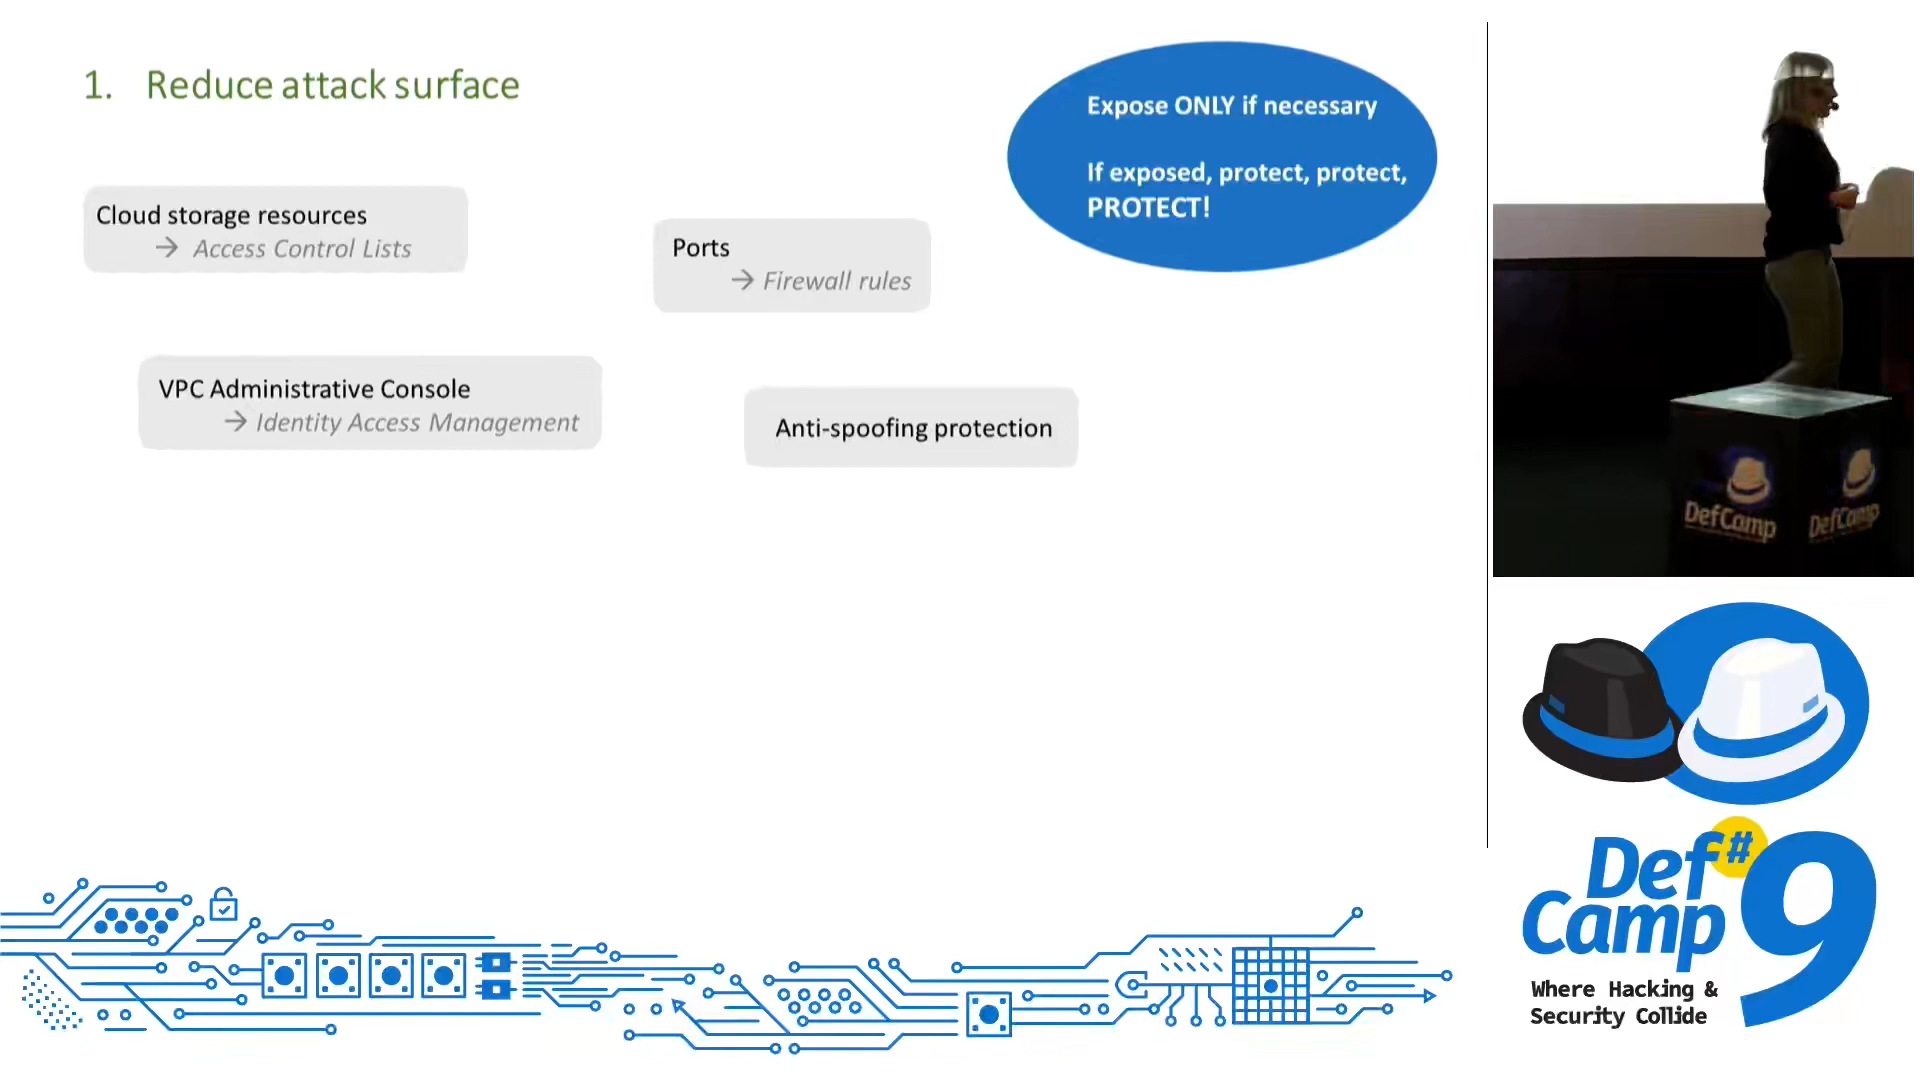 1. Reduce attack surface
Expose ONLY if necessary
If exposed, protect, protect,
PROTECT!
Cloud storage resources
→ Access Control Lists
Ports
→ Firewall rules
VPC Administrative Console
→ Identity Access Management
Anti-spoofing protection
DefCamp
DefCamp
Def
Camp
#9
Where Hacking &
Security Collide